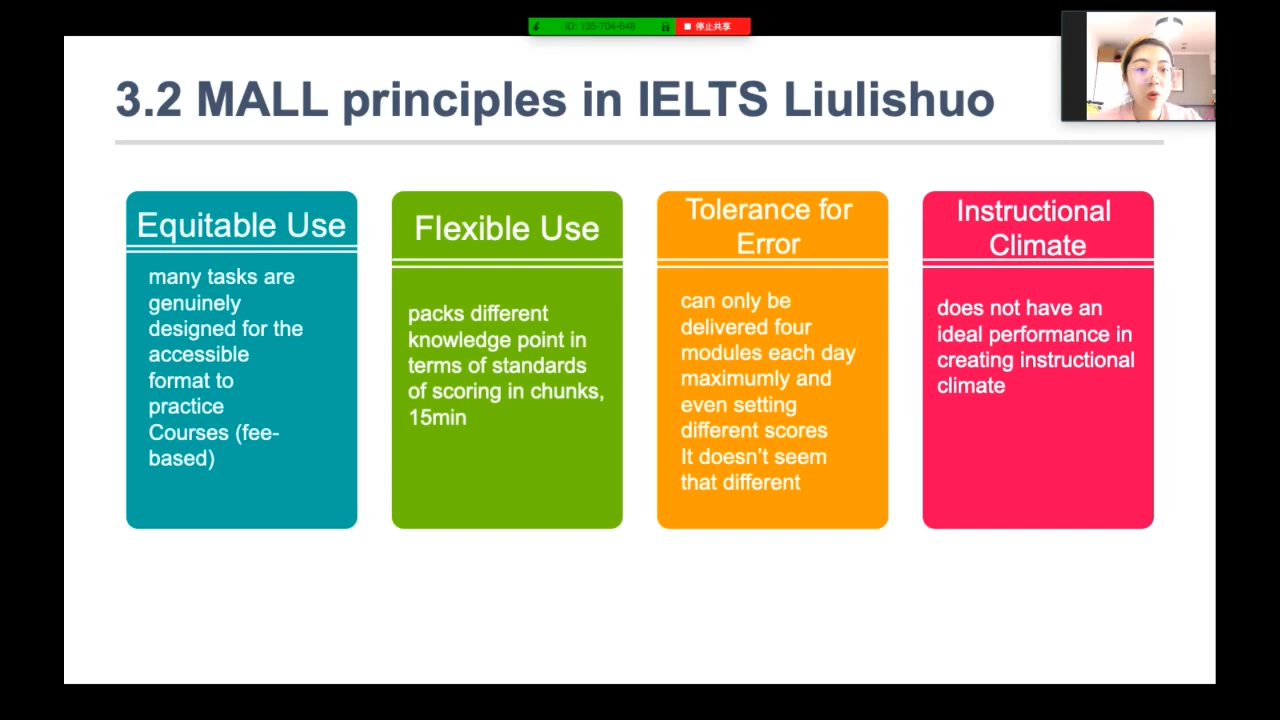 ID: 135-704-648
停止共享
3.2 MALL principles in IELTS Liulishuo
Equitable Use
many tasks are
genuinely
designed for the
accessible
format to
practice
Courses (fee-
based)
Flexible Use
packs different
knowledge point in
terms of standards
of scoring in chunks,
15min
Tolerance for
Error
can only be
delivered four
modules each day
maximumly and
even setting
different scores
It doesn’t seem
that different
Instructional
Climate
does not have an
ideal performance in
creating instructional
climate